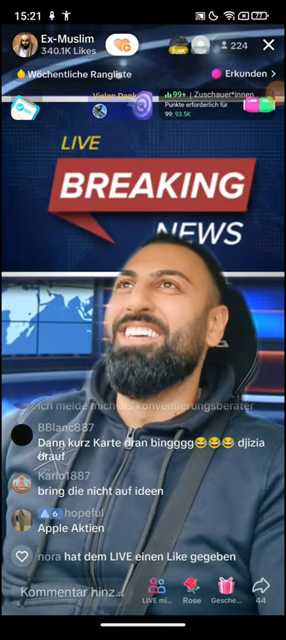 15:21
77
Ex-Muslim
340.1K Likes
224
Wöchentliche Rangliste
Erkunden >
Vielen Dank
99+ | Zuschauer*innen
Punkte erforderlich für
99: 93.5K
LIVE
BREAKING
NEWS
Ich melde mich als konvertierungsberater
BBlanc887
Dann kurz Karte dran bingggg😂😂😂 djizia
drauf
Karlo1887
bring die nicht auf ideen
6 hopeful
Apple Aktien
nora hat dem LIVE einen Like gegeben
Kommentar hinz...
LIVE mi...
Rose
Gesche...
44